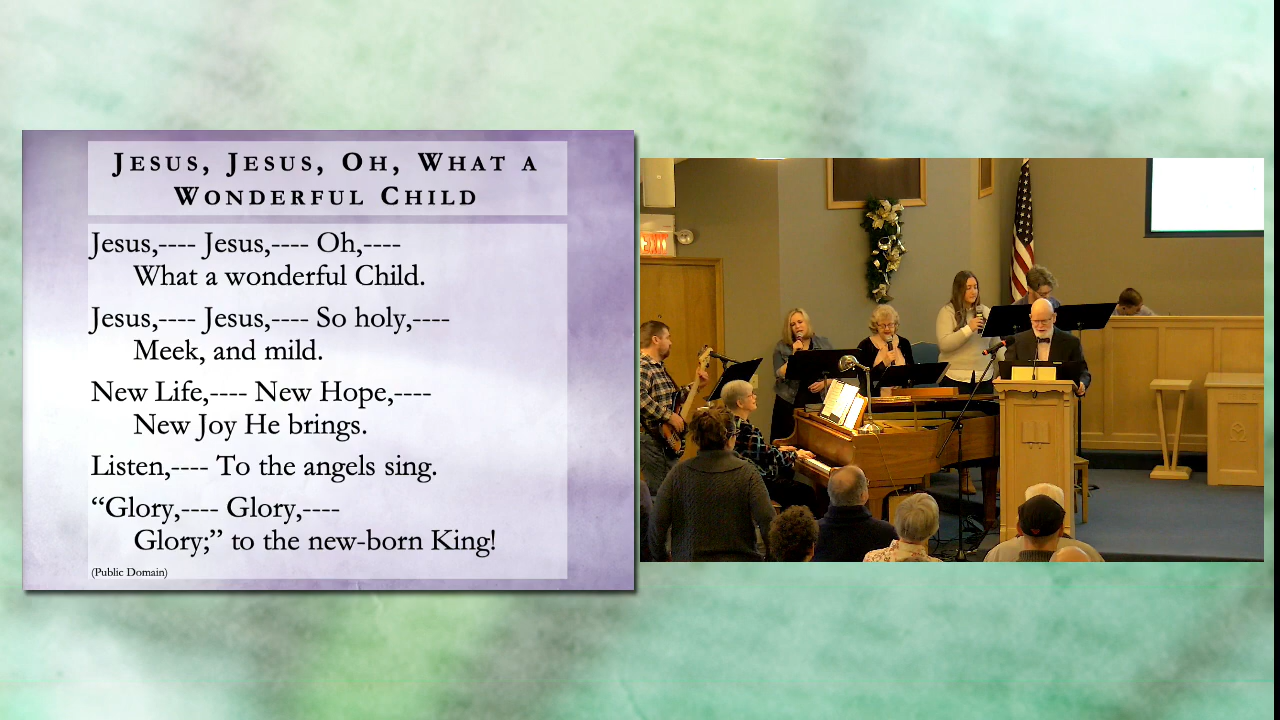 JESUS, JESUS, OH, WHAT A
WONDERFUL CHILD
Jesus,---- Jesus,---- Oh,----
What a wonderful Child.
Jesus,---- Jesus,---- So holy,----
Meek, and mild.
New Life,---- New Hope,----
New Joy He brings.
Listen,---- To the angels sing.
“Glory,---- Glory,----
Glory;” to the new-born King!
(Public Domain)
EXIT